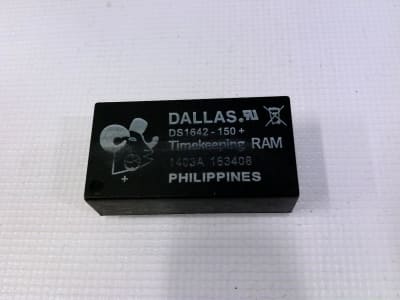 DALLAS
DS1642-150+
Timekeeping RAM
1403A 153408
PHILIPPINES
+